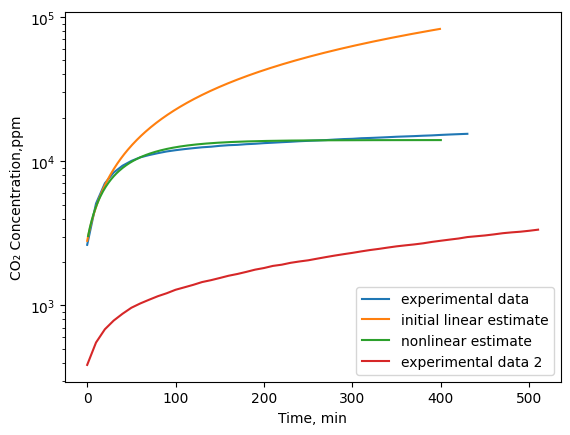 10⁵
10⁴
10³
CO₂ Concentration,ppm
0
100
200
300
400
500
Time, min
experimental data
initial linear estimate
nonlinear estimate
experimental data 2